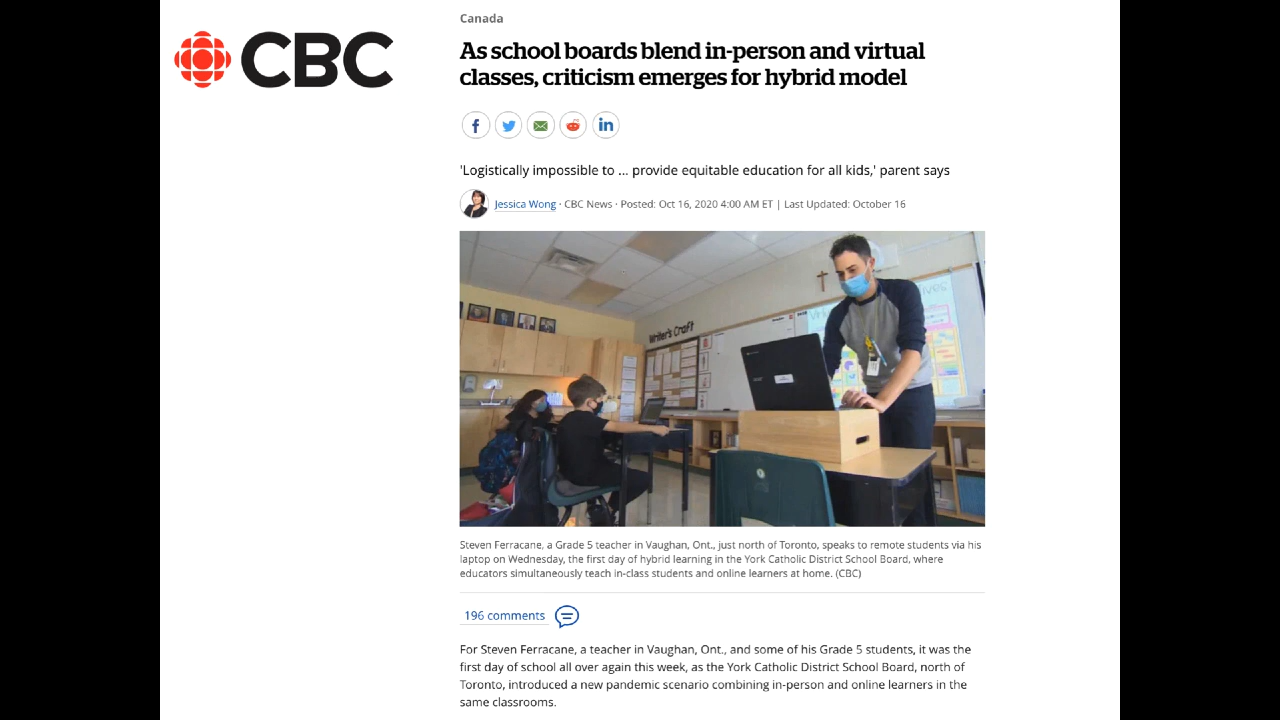 Canada
CBC
As school boards blend in-person and virtual
classes, criticism emerges for hybrid model
'Logistically impossible to ... provide equitable education for all kids,' parent says
Jessica Wong · CBC News · Posted: Oct 16, 2020 4:00 AM ET | Last Updated: October 16
Writer's Craft
Steven Ferracane, a Grade 5 teacher in Vaughan, Ont., just north of Toronto, speaks to remote students via his
laptop on Wednesday, the first day of hybrid learning in the York Catholic District School Board, where
educators simultaneously teach in-class students and online learners at home. (CBC)
196 comments
For Steven Ferracane, a teacher in Vaughan, Ont., and some of his Grade 5 students, it was the
first day of school all over again this week, as the York Catholic District School Board, north of
Toronto, introduced a new pandemic scenario combining in-person and online learners in the
same classrooms.